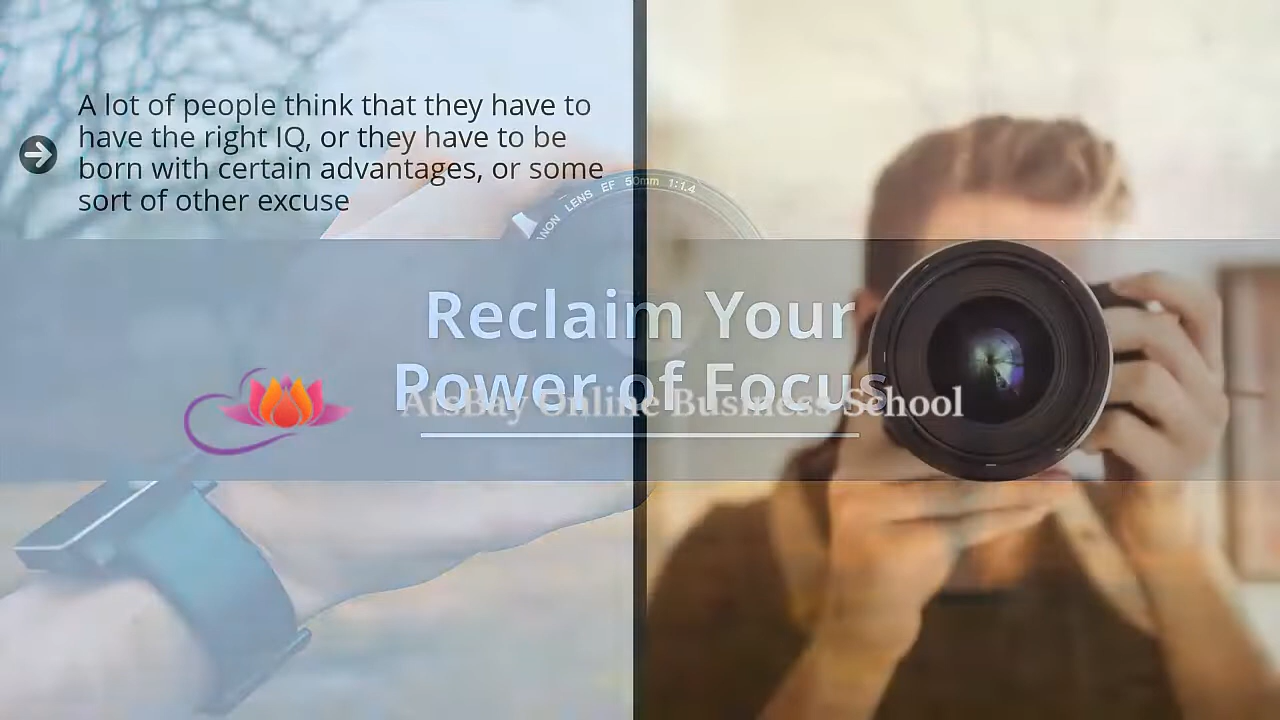 A lot of people think that they have to
have the right IQ, or they have to be
born with certain advantages, or some
sort of other excuse
CANON LENS EF 50mm 1:1.4
Reclaim Your
Power of Focus
AtoBay Online Business School